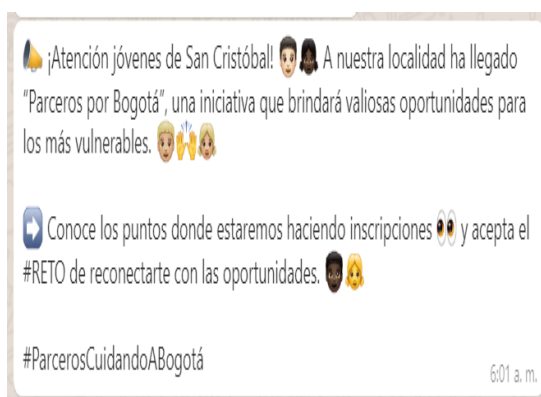 📣 ¡Atención jóvenes de San Cristóbal! 👦🏻👧🏿 A nuestra localidad ha llegado
“Parceros por Bogotá”, una iniciativa que brindará valiosas oportunidades para
los más vulnerables. 👦🏼🙌👧🏼
➡️ Conoce los puntos donde estaremos haciendo inscripciones 👀 y acepta el
#RETO de reconectarte con las oportunidades. 👦🏿👧
#ParcerosCuidandoABogotá
6:01 a. m.